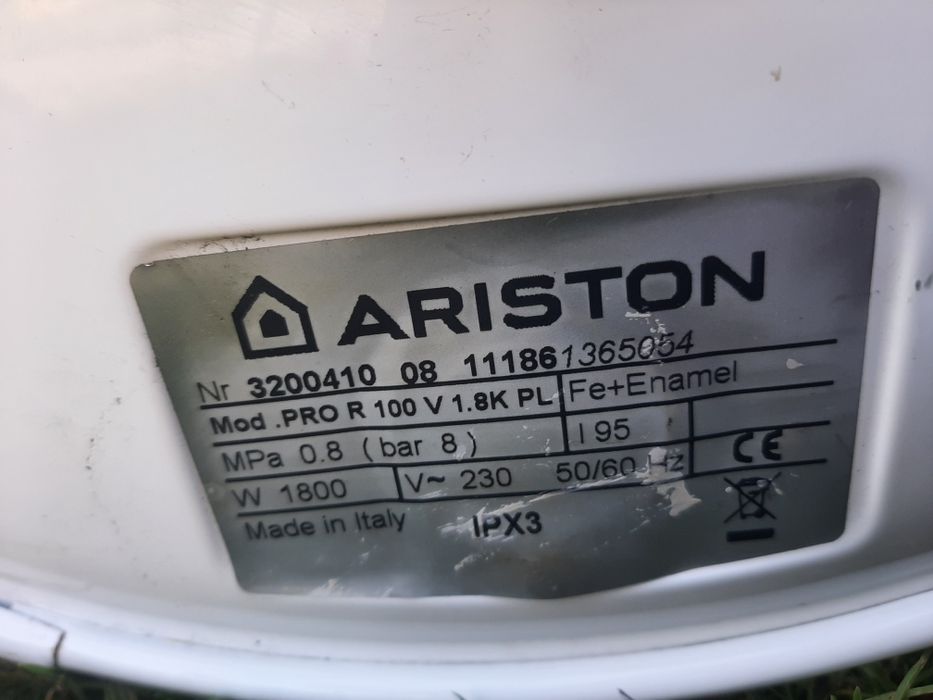 ARISTON
Nr 3200410 08 111861365054
Mod .PRO R 100 V 1.8K PL Fe+Enamel
MPa 0.8 ( bar 8 ) l 95
W 1800 V~ 230 50/60 Hz CE
Made in Italy IPX3